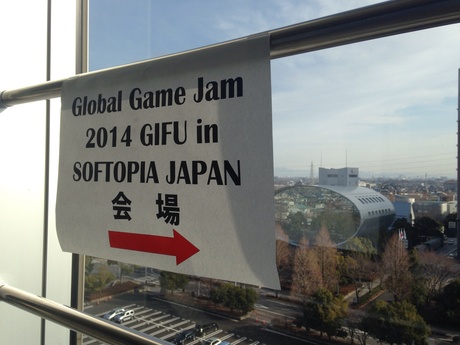 Global Game Jam
2014 GIFU in
SOFTOPIA JAPAN
会場